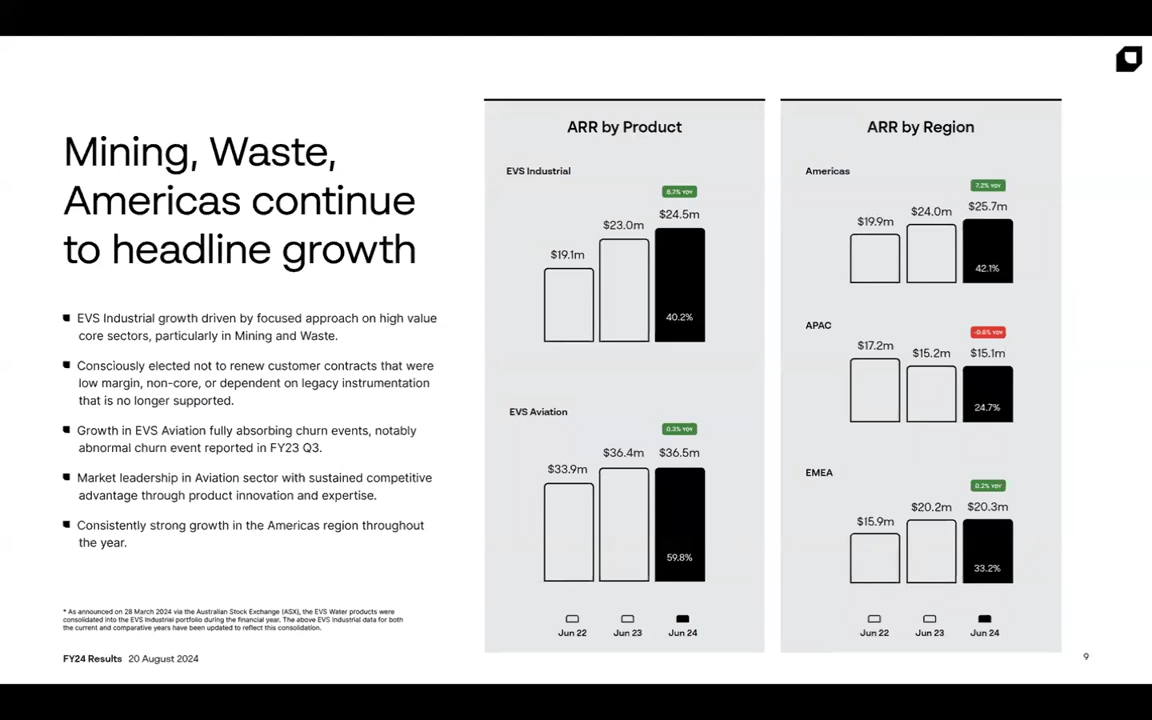 Mining, Waste,
Americas continue
to headline growth
EVS Industrial growth driven by focused approach on high value
core sectors, particularly in Mining and Waste.
Consciously elected not to renew customer contracts that were
low margin, non-core, or dependent on legacy instrumentation
that is no longer supported.
Growth in EVS Aviation fully absorbing churn events, notably
abnormal churn event reported in FY23 Q3.
Market leadership in Aviation sector with sustained competitive
advantage through product innovation and expertise.
Consistently strong growth in the Americas region throughout
the year.
* As announced on 28 March 2024 via the Australian Stock Exchange (ASX), the EVS Water products were
consolidated into the EVS Industrial portfolio during the financial year. The above EVS Industrial data for both
the current and comparative years have been updated to reflect this consolidation.
FY24 Results 20 August 2024
ARR by Product
EVS Industrial
6.7% YOY
$19.1m
$23.0m
$24.5m
40.2%
EVS Aviation
0.3% YOY
$33.9m
$36.4m
$36.5m
59.8%
Jun 22
Jun 23
Jun 24
ARR by Region
Americas
7.2% YOY
$19.9m
$24.0m
$25.7m
42.1%
APAC
-0.6% YOY
$17.2m
$15.2m
$15.1m
24.7%
EMEA
0.2% YOY
$15.9m
$20.2m
$20.3m
33.2%
Jun 22
Jun 23
Jun 24
9